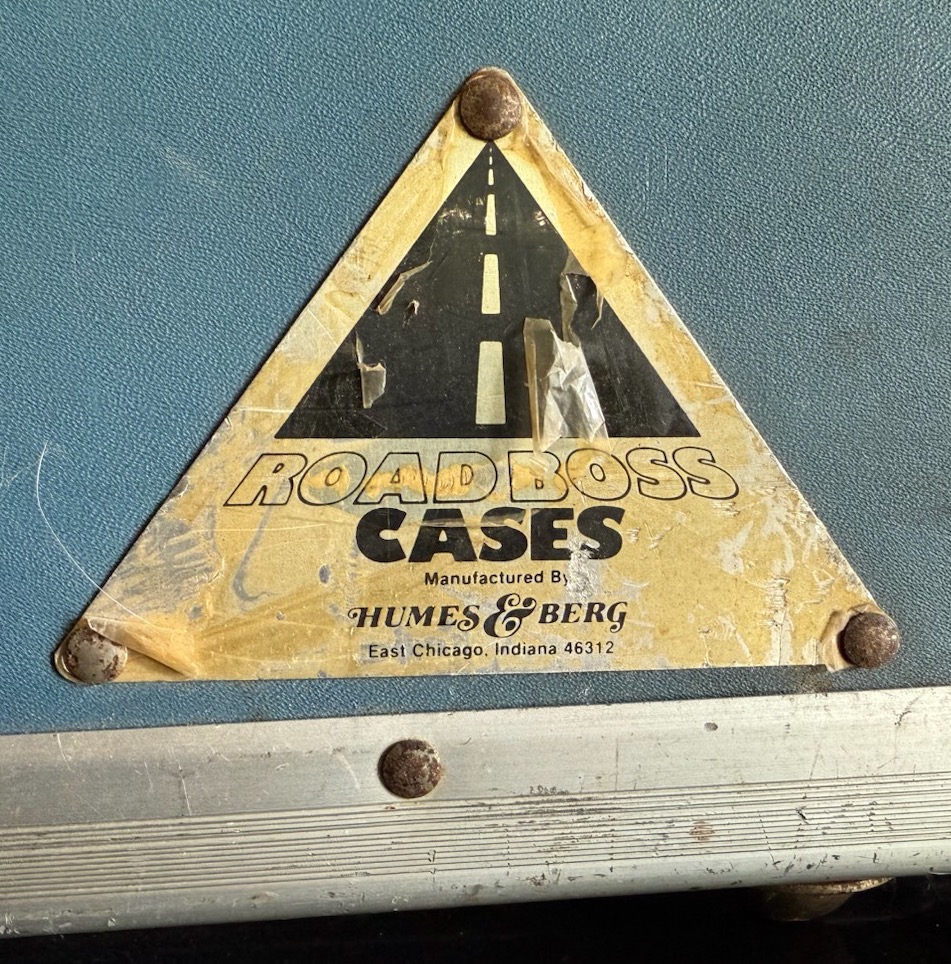 ROAD BOSS
CASES
Manufactured By
HUMES & BERG
East Chicago, Indiana 46312